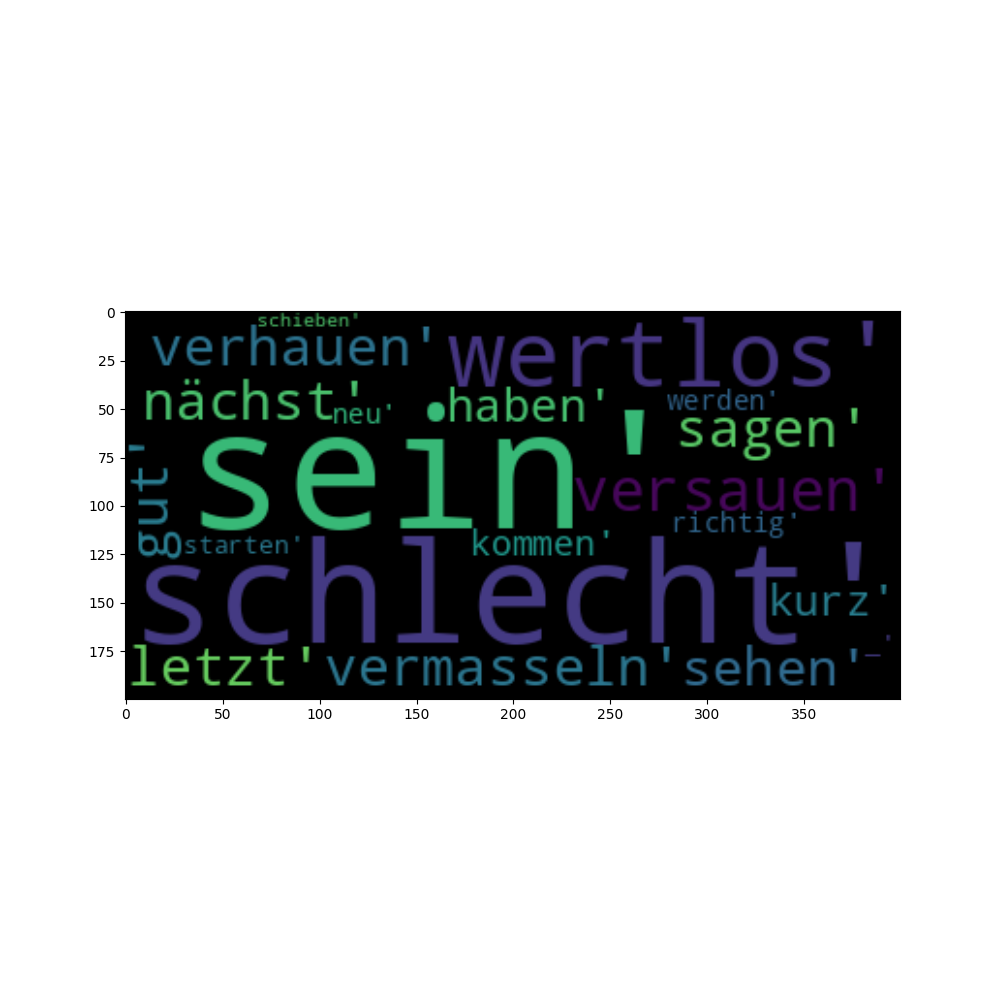 0
25
50
75
100
125
150
175
0 50 100 150 200 250 300 350
schieben'
verhauen' wertlos'
nächst' neu' haben' werden'
sagen'
sein'
gut' versauen'
richtig'
starten' kommen'
schlecht'
kurz'
letzt' vermasseln' sehen' _'